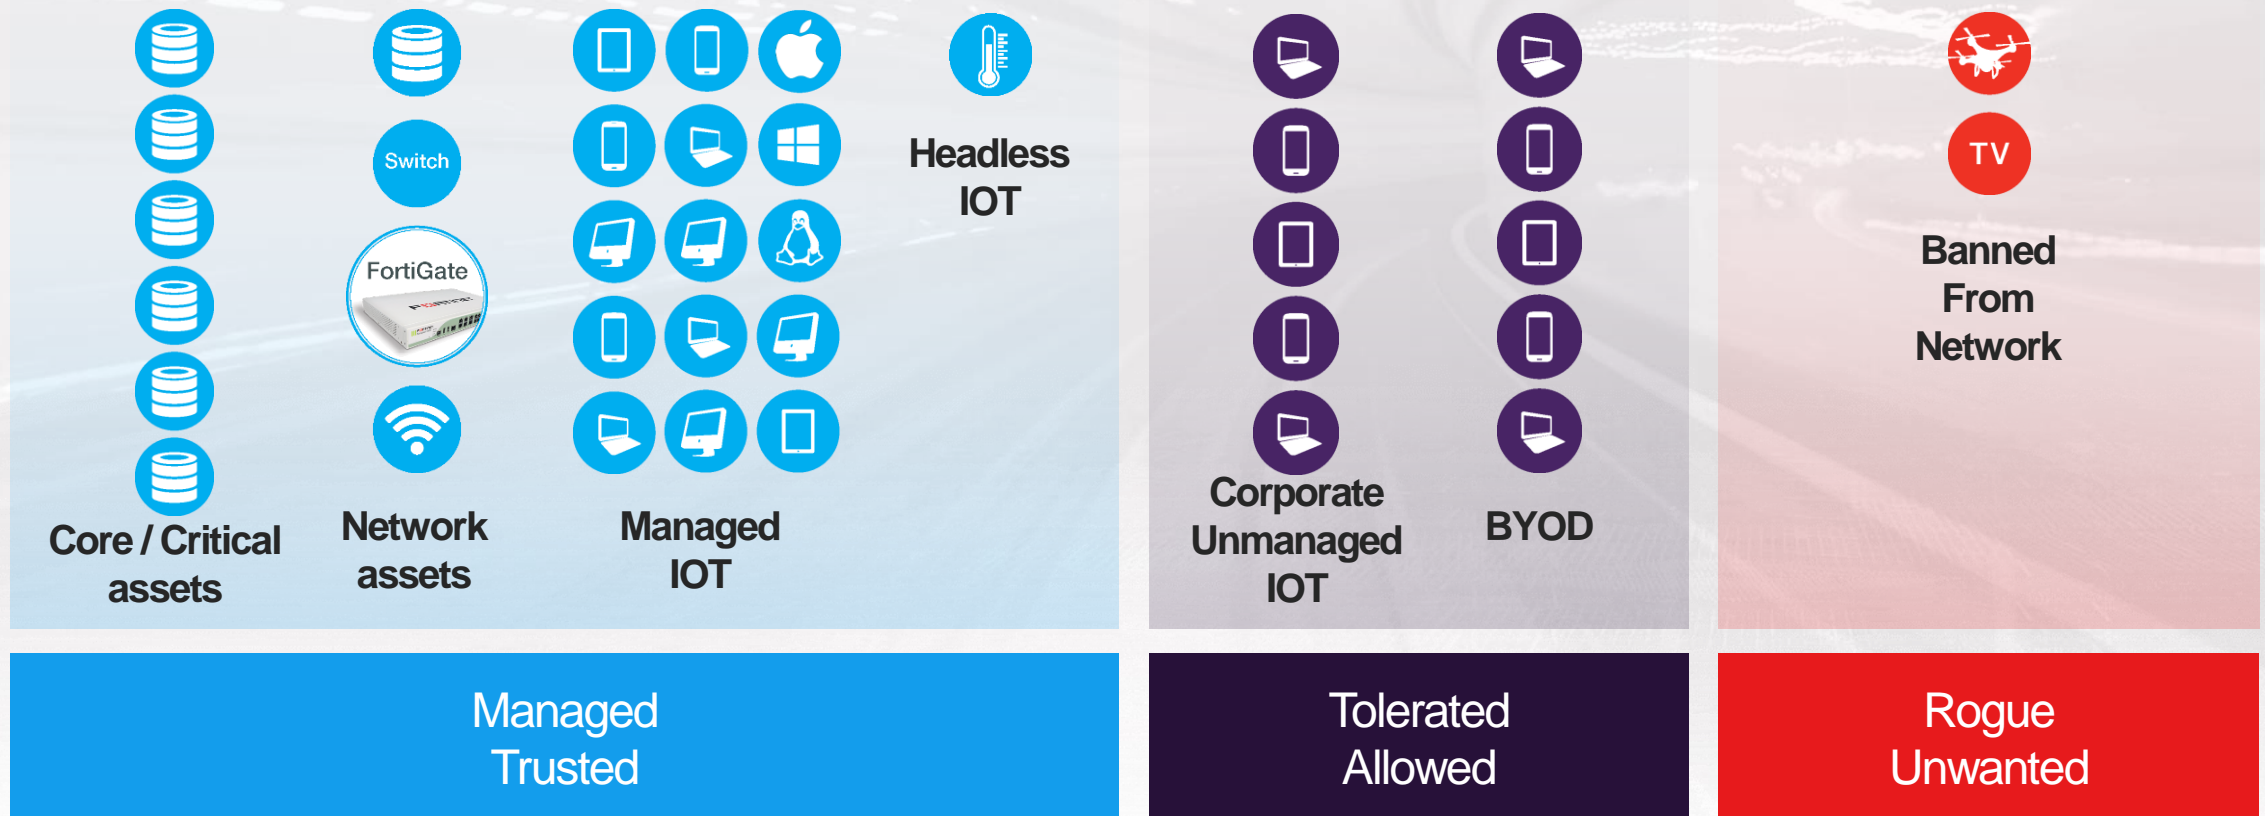 Switch
FortiGate
TV
Headless
IOT
Banned
From
Network
Core / Critical
assets
Network
assets
Managed
IOT
Corporate
Unmanaged
IOT
BYOD
Managed
Trusted
Tolerated
Allowed
Rogue
Unwanted